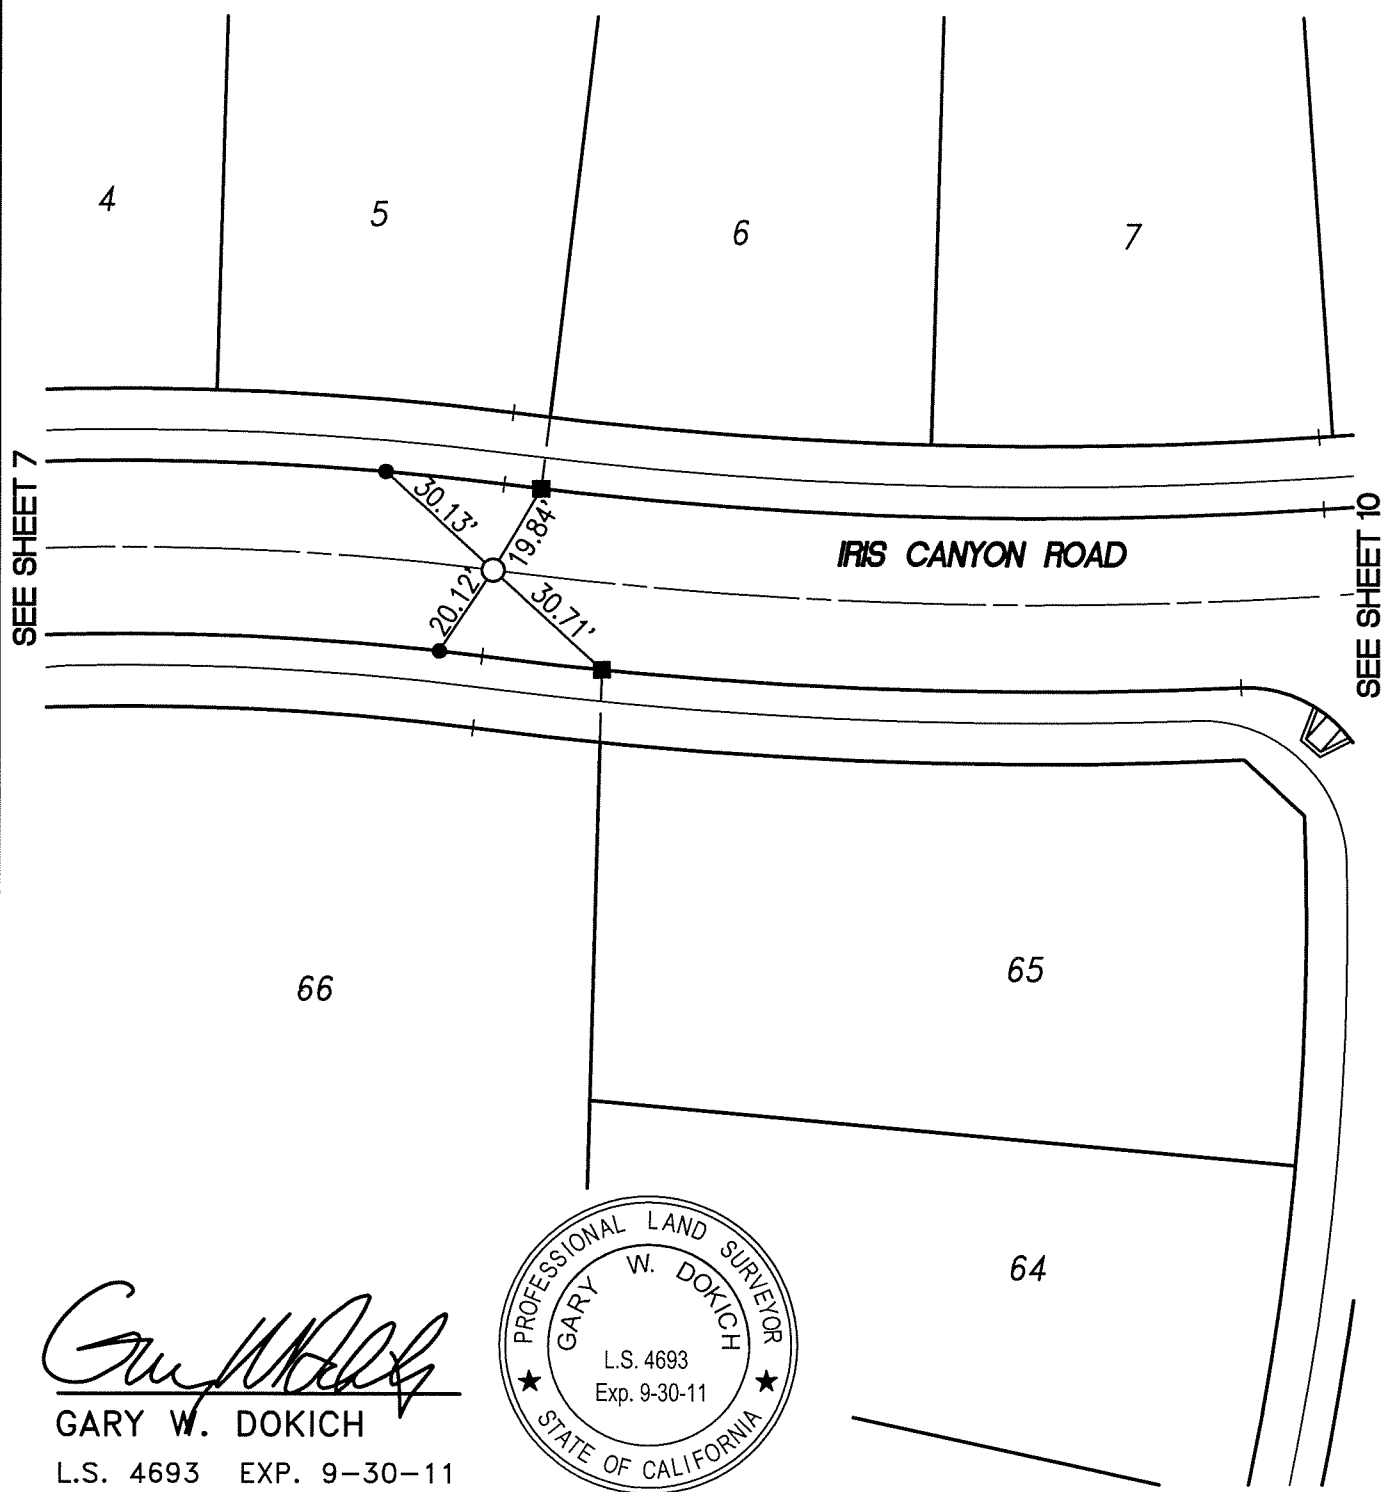 4
5
6
7
SEE SHEET 7
30.13'
19.84'
20.12'
30.71'
IRIS CANYON ROAD
SEE SHEET 10
66
65
64
PROFESSIONAL LAND SURVEYOR
GARY W. DOKICH
L.S. 4693
Exp. 9-30-11
★ STATE OF CALIFORNIA ★
GARY W. DOKICH
L.S. 4693 EXP. 9-30-11